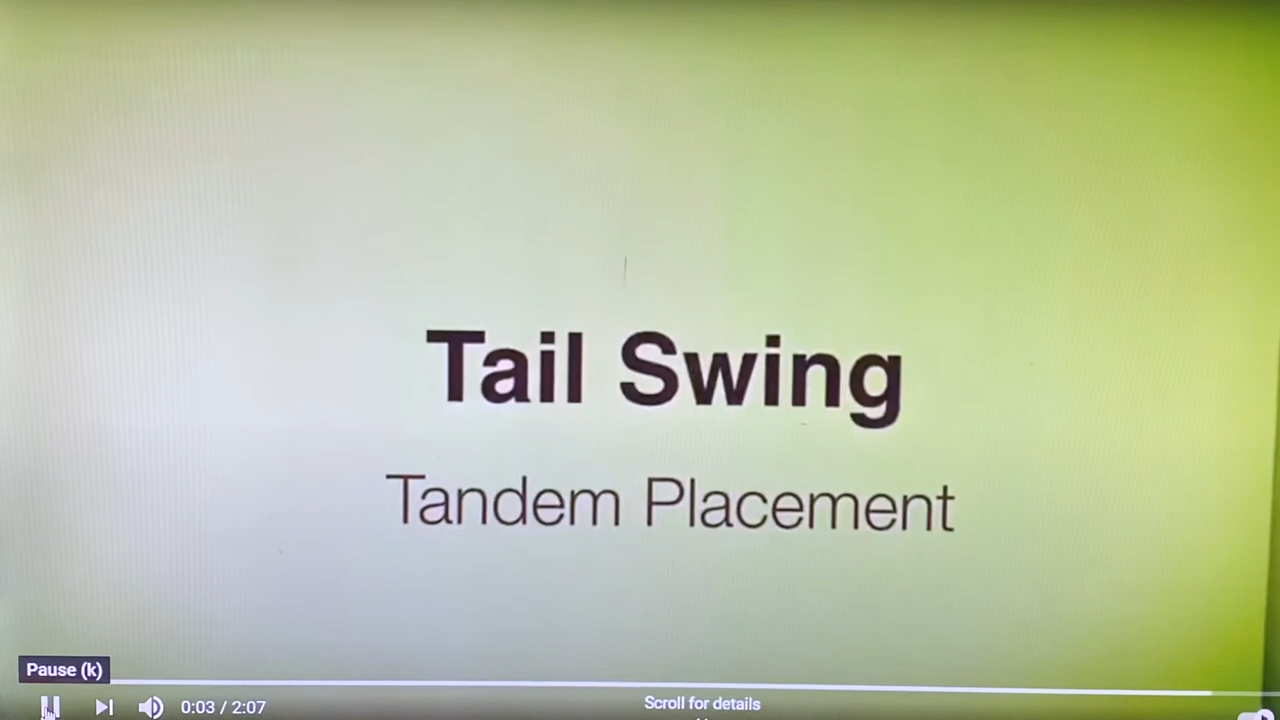 Tail Swing
Tandem Placement
Pause (k)
0:03 / 2:07
Scroll for details